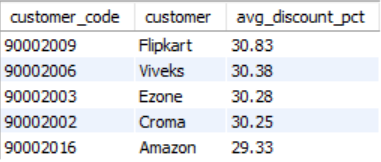 customer_code customer avg_discount_pct
90002009 Flipkart 30.83
90002006 Viveks 30.38
90002003 Ezone 30.28
90002002 Croma 30.25
90002016 Amazon 29.33